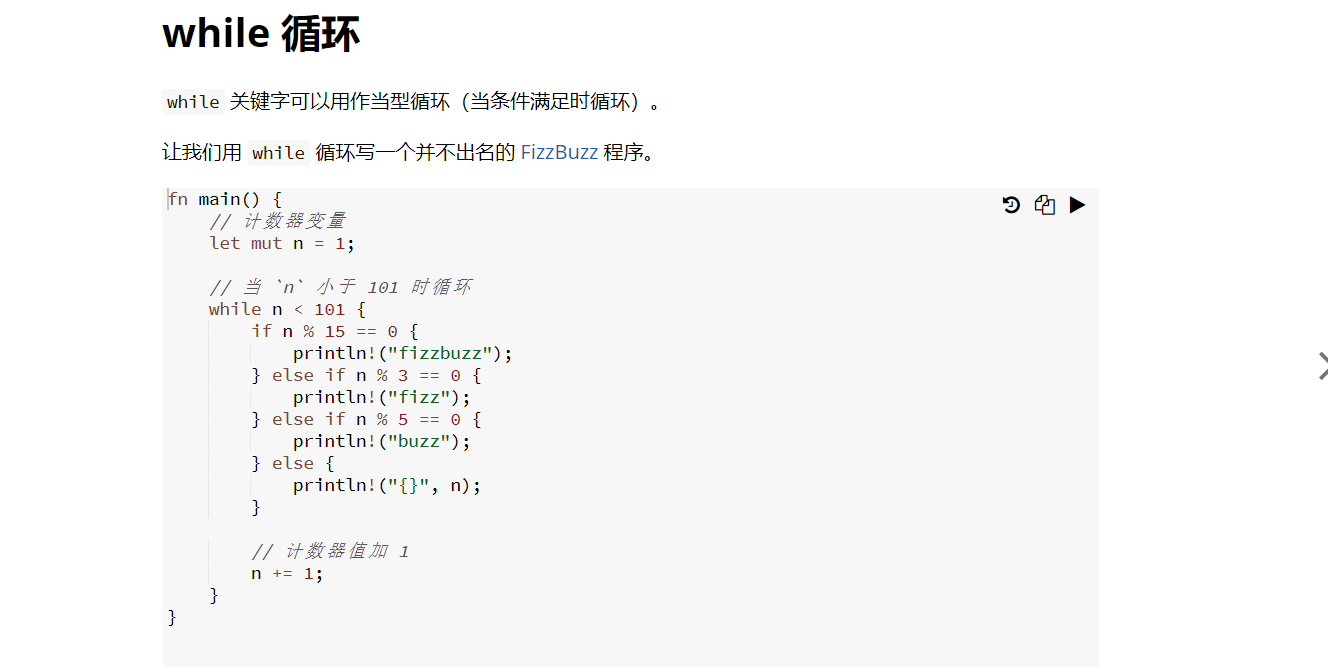 while 循环
while 关键字可以用作当型循环（当条件满足时循环）。
让我们用 while 循环写一个并不出名的 FizzBuzz 程序。
fn main() {
    // 计数器变量
    let mut n = 1;
    // 当 `n` 小于 101 时循环
    while n < 101 {
        if n % 15 == 0 {
            println!("fizzbuzz");
        } else if n % 3 == 0 {
            println!("fizz");
        } else if n % 5 == 0 {
            println!("buzz");
        } else {
            println!("{}", n);
        }
        // 计数器值加 1
        n += 1;
    }
}